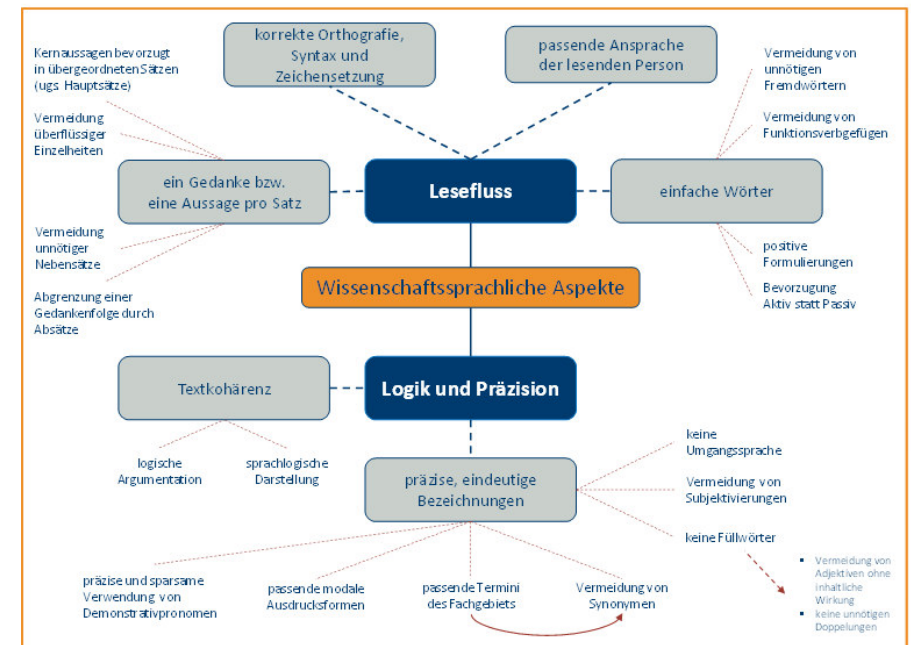 korrekte Orthografie,
Syntax und
Zeichensetzung
passende Ansprache
der lesenden Person
Kernaussagen bevorzugt
in übergeordneten Sätzen
(ugs. Hauptsätze)
Vermeidung
überflüssiger
Einzelheiten
ein Gedanke bzw.
eine Aussage pro Satz
Vermeidung
unnötiger
Nebensätze
Abgrenzung einer
Gedankenfolge durch
Absätze
Lesefluss
Vermeidung von
unnötigen
Fremdwörtern
Vermeidung von
Funktionsverbgefügen
einfache Wörter
positive
Formulierungen
Bevorzugung
Aktiv statt Passiv
Wissenschaftssprachliche Aspekte
Logik und Präzision
Textkohärenz
logische
Argumentation
sprachlogische
Darstellung
präzise, eindeutige
Bezeichnungen
keine
Umgangssprache
Vermeidung von
Subjektivierungen
keine Füllwörter
▪ Vermeidung von
Adjektiven ohne
inhaltliche
Wirkung
▪ keine unnötigen
Doppelungen
präzise und sparsame
Verwendung von
Demonstrativpronomen
passende modale
Ausdrucksformen
passende Termini
des Fachgebiets
Vermeidung von
Synonymen